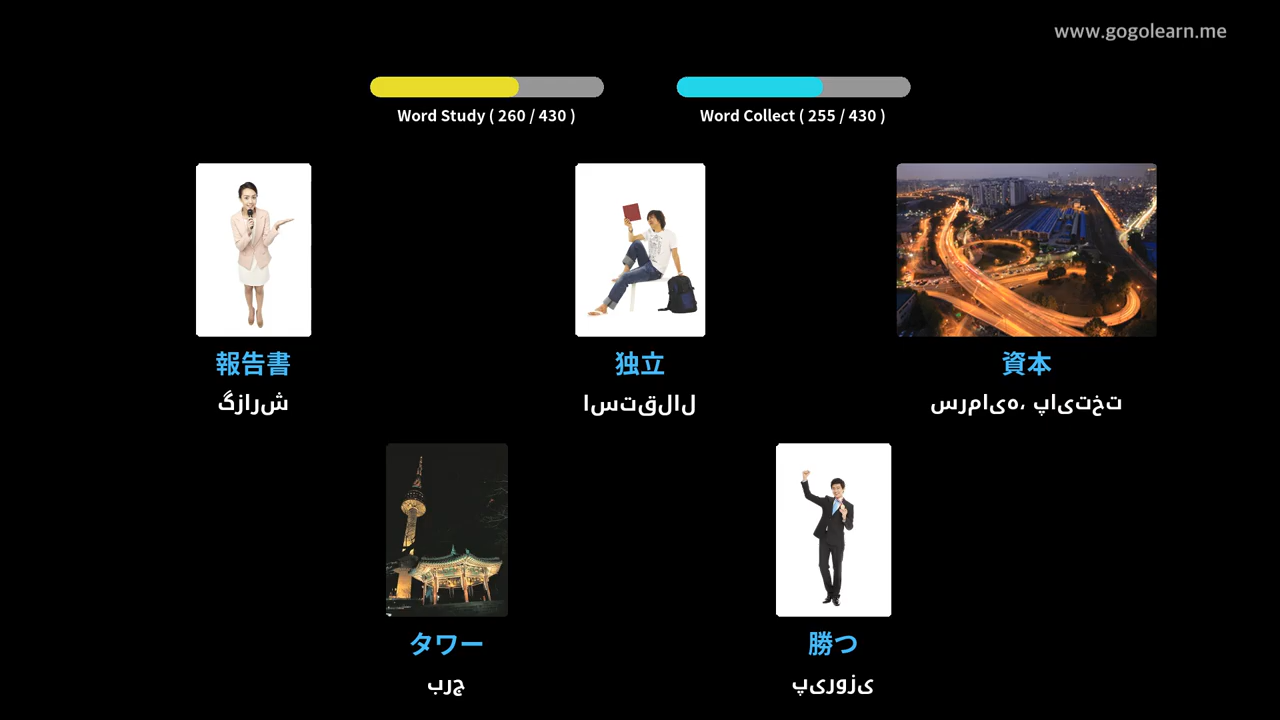 www.gogolearn.me
Word Study ( 260 / 430 )
Word Collect ( 255 / 430 )
報告書
独立
資本
گزارش
استقلال
سرمایه، پایتخت
タワー
勝つ
برج
پیروزی